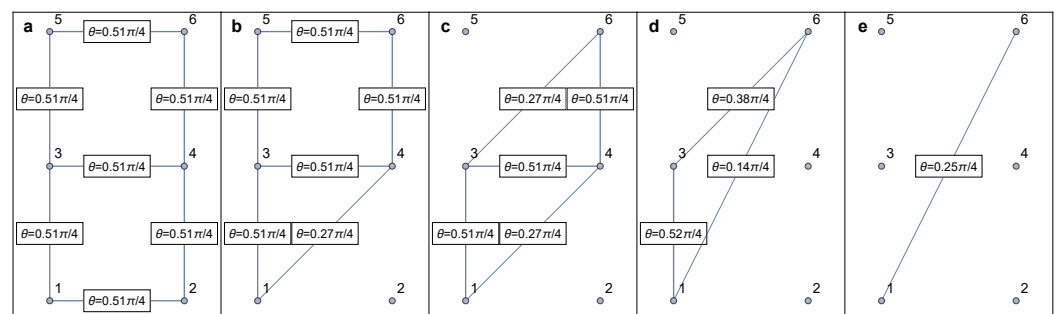 a 5 θ=0.51π/4 6
θ=0.51π/4 θ=0.51π/4
3 θ=0.51π/4 4
θ=0.51π/4 θ=0.51π/4
1 θ=0.51π/4 2
b 5 θ=0.51π/4 6
θ=0.51π/4 θ=0.51π/4
3 θ=0.51π/4 4
θ=0.51π/4 θ=0.27π/4
1 2
c 5 6
θ=0.27π/4 θ=0.51π/4
3 θ=0.51π/4 4
θ=0.51π/4 θ=0.27π/4
1 2
d 5 6
θ=0.38π/4
3 θ=0.14π/4 4
θ=0.52π/4
1 2
e 5 6
3 θ=0.25π/4 4
1 2